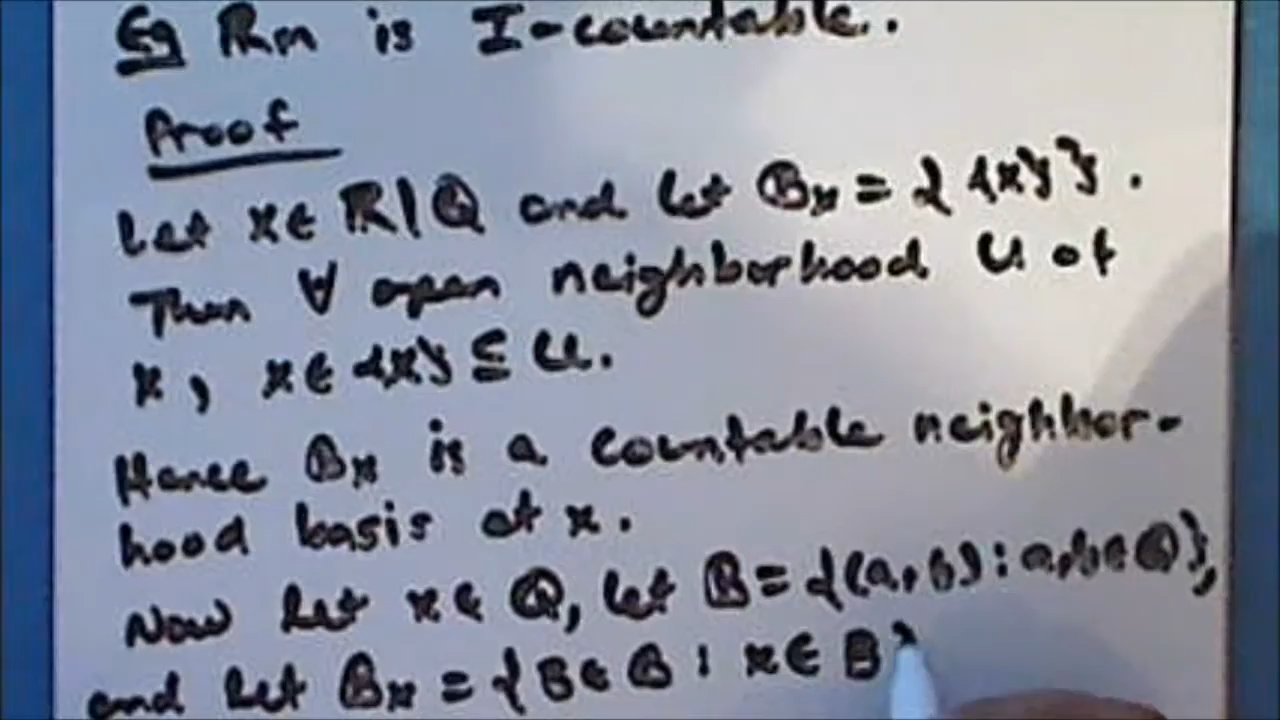 Eg Rm is I-countable.
Proof
Let x ∈ ℝ\ℚ and let Bx = {{x}}.
Then ∀ open neighborhood U of
x, x ∈ {x} ⊆ U.
Hence Bx is a countable neighbor-
hood basis at x.
Now let x ∈ ℚ, let B = {(a,b) : a,b ∈ ℚ},
and let Bx = {B ∈ B : x ∈ B}